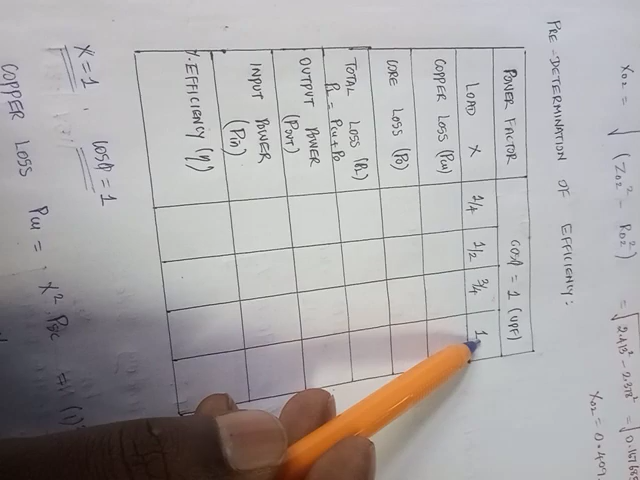 X02 = √(Z02² - R02²) = √2.413² - 2.378² = √0.167685
X02 = 0.409
PRE-DETERMINATION OF EFFICIENCY:
POWER FACTOR cosφ = 1 (UPF)
LOAD X 1/4 1/2 3/4 1
COPPER LOSS (Pcu)
CORE LOSS (Po)
TOTAL LOSS (PL)
PL = Pcu + Po
OUTPUT POWER
(Pout)
INPUT POWER
(Pin)
%.EFFICIENCY (η)
X = 1, cosφ = 1
COPPER LOSS Pcu = X² Psc = (1)²